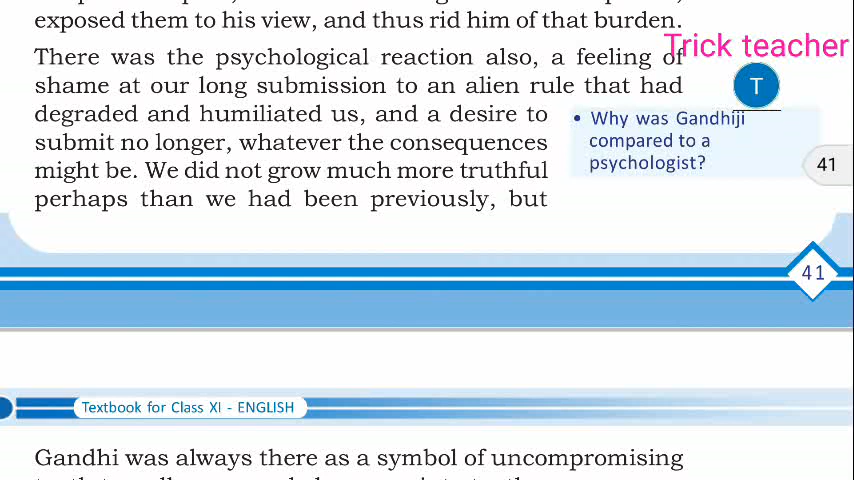 exposed them to his view, and thus rid him of that burden.
There was the psychological reaction also, a feeling of
shame at our long submission to an alien rule that had
degraded and humiliated us, and a desire to
submit no longer, whatever the consequences
might be. We did not grow much more truthful
perhaps than we had been previously, but
Trick teacher
T
• Why was Gandhiji
compared to a
psychologist?
41
41
Textbook for Class XI - ENGLISH
Gandhi was always there as a symbol of uncompromising